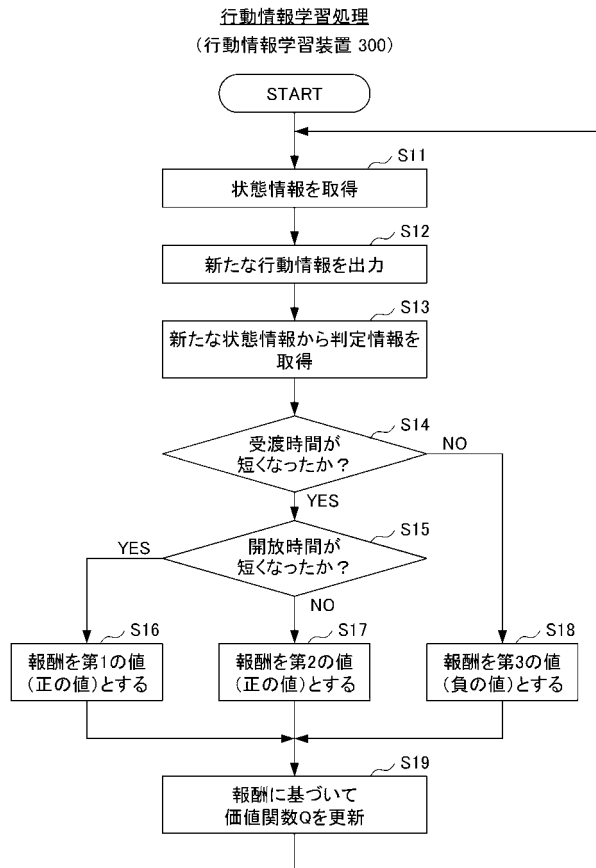 行動情報学習処理
(行動情報学習装置 300)
START
S11
状態情報を取得
S12
新たな行動情報を出力
S13
新たな状態情報から判定情報を
取得
S14
受渡時間が
短くなったか？
NO
YES
S15
開放時間が
短くなったか？
YES
NO
S16
報酬を第1の値
(正の値)とする
S17
報酬を第2の値
(正の値)とする
S18
報酬を第3の値
(負の値)とする
S19
報酬に基づいて
価値関数Qを更新